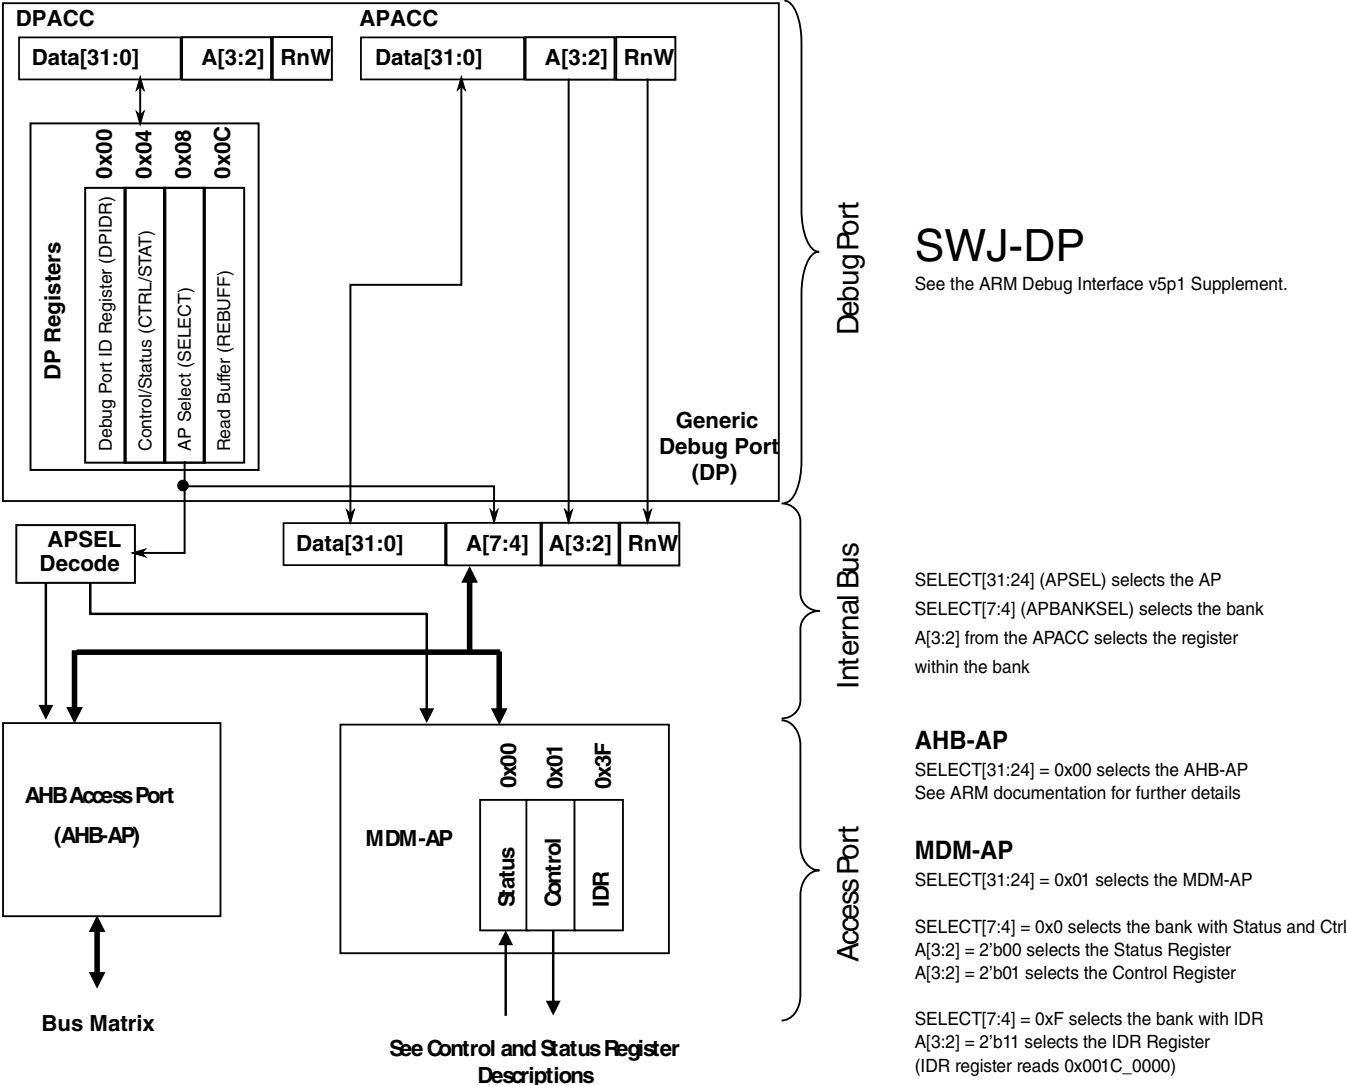 DPACC
APACC
Data[31:0] A[3:2] RnW
Data[31:0] A[3:2] RnW
0x00
0x04
0x08
0x0C
DP Registers
Debug Port ID Register (DPIDR)
Control/Status (CTRL/STAT)
AP Select (SELECT)
Read Buffer (REBUFF)
Generic
Debug Port
(DP)
Debug Port
SWJ-DP
See the ARM Debug Interface v5p1 Supplement.
APSEL
Decode
Data[31:0] A[7:4] A[3:2] RnW
Internal Bus
SELECT[31:24] (APSEL) selects the AP
SELECT[7:4] (APBANKSEL) selects the bank
A[3:2] from the APACC selects the register
within the bank
AHB Access Port
(AHB-AP)
Bus Matrix
MDM-AP
0x00
0x01
0x3F
Status
Control
IDR
See Control and Status Register
Descriptions
Access Port
AHB-AP
SELECT[31:24] = 0x00 selects the AHB-AP
See ARM documentation for further details
MDM-AP
SELECT[31:24] = 0x01 selects the MDM-AP
SELECT[7:4] = 0x0 selects the bank with Status and Ctrl
A[3:2] = 2'b00 selects the Status Register
A[3:2] = 2'b01 selects the Control Register
SELECT[7:4] = 0xF selects the bank with IDR
A[3:2] = 2'b11 selects the IDR Register
(IDR register reads 0x001C_0000)